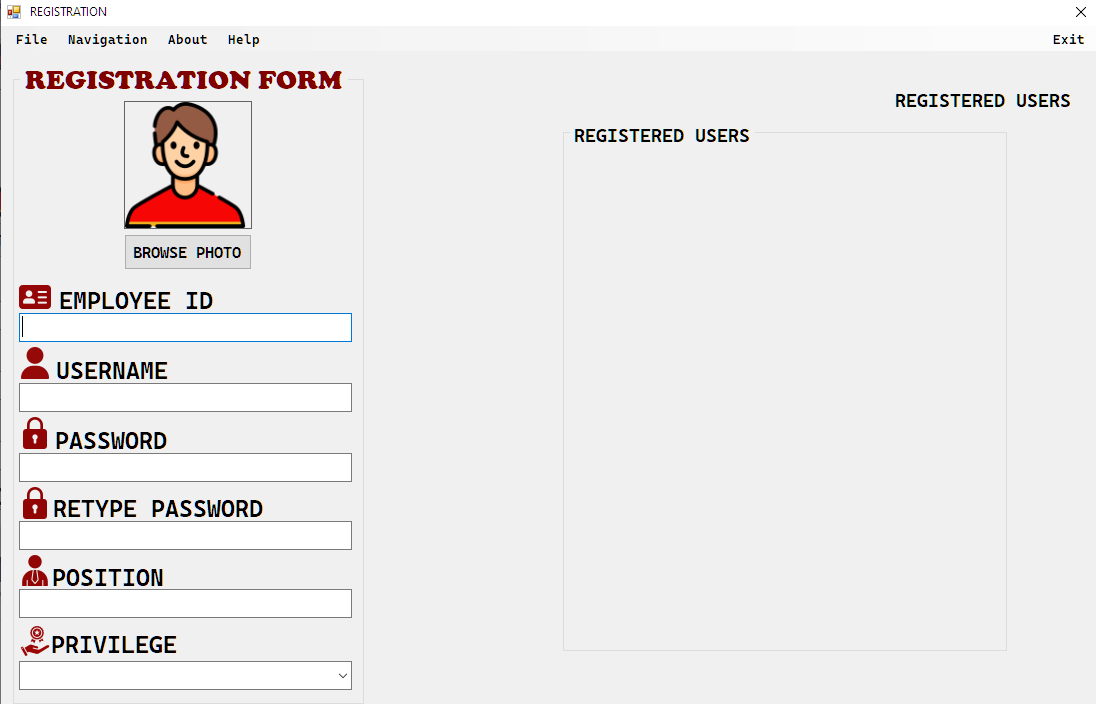 REGISTRATION
File Navigation About Help Exit
REGISTRATION FORM
BROWSE PHOTO
EMPLOYEE ID
USERNAME
PASSWORD
RETYPE PASSWORD
POSITION
PRIVILEGE
REGISTERED USERS
REGISTERED USERS